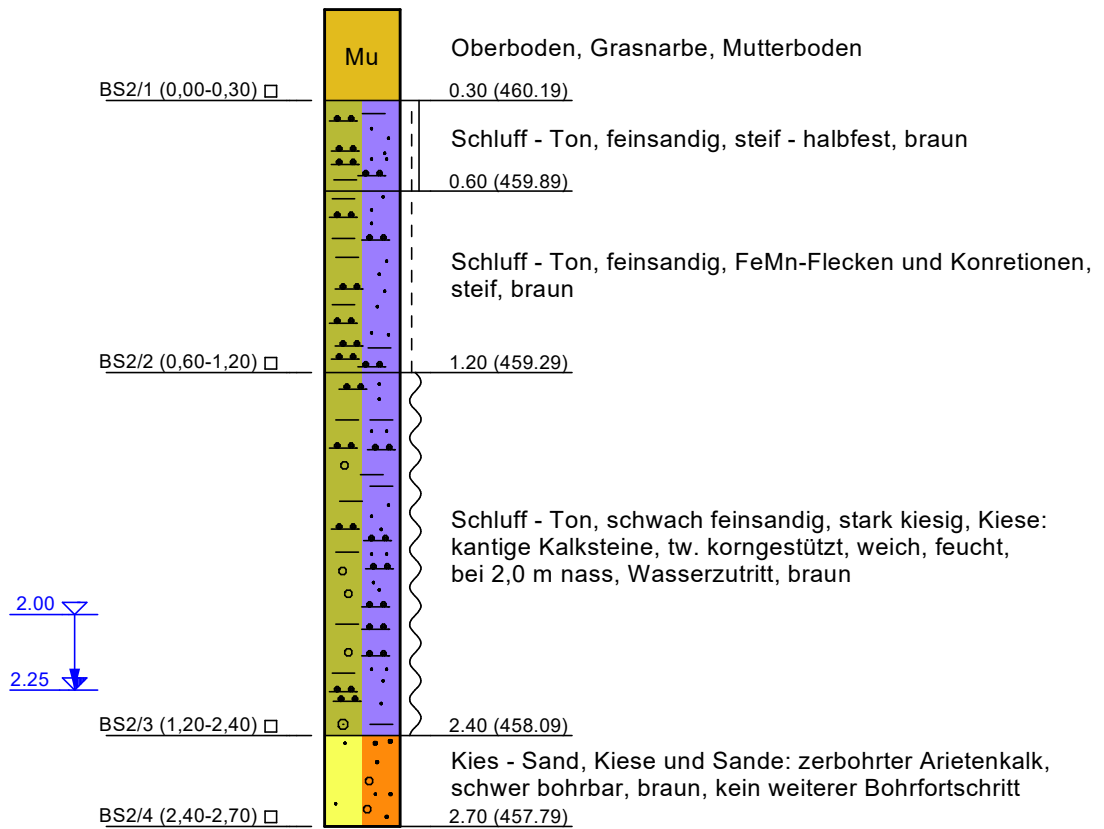 Oberboden, Grasnarbe, Mutterboden
Mu
BS2/1 (0,00-0,30)
0.30 (460.19)
Schluff - Ton, feinsandig, steif - halbfest, braun
0.60 (459.89)
Schluff - Ton, feinsandig, FeMn-Flecken und Konretionen,
steif, braun
BS2/2 (0,60-1,20)
1.20 (459.29)
Schluff - Ton, schwach feinsandig, stark kiesig, Kiese:
kantige Kalksteine, tw. korngestützt, weich, feucht,
bei 2,0 m nass, Wasserzutritt, braun
2.00
2.25
BS2/3 (1,20-2,40)
2.40 (458.09)
Kies - Sand, Kiese und Sande: zerbohrter Arietenkalk,
schwer bohrbar, braun, kein weiterer Bohrfortschritt
BS2/4 (2,40-2,70)
2.70 (457.79)